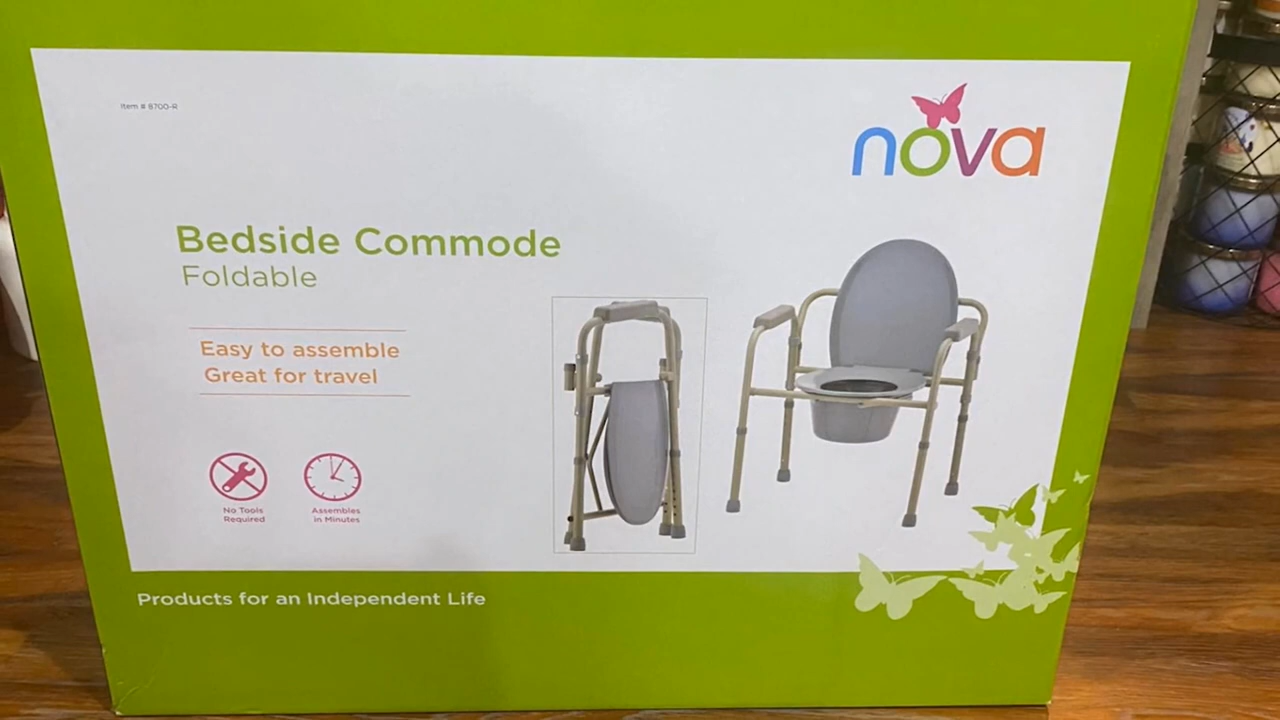 Item # 8700-R
nova
Bedside Commode
Foldable
Easy to assemble
Great for travel
No Tools
Required
Assembles
in Minutes
Products for an Independent Life